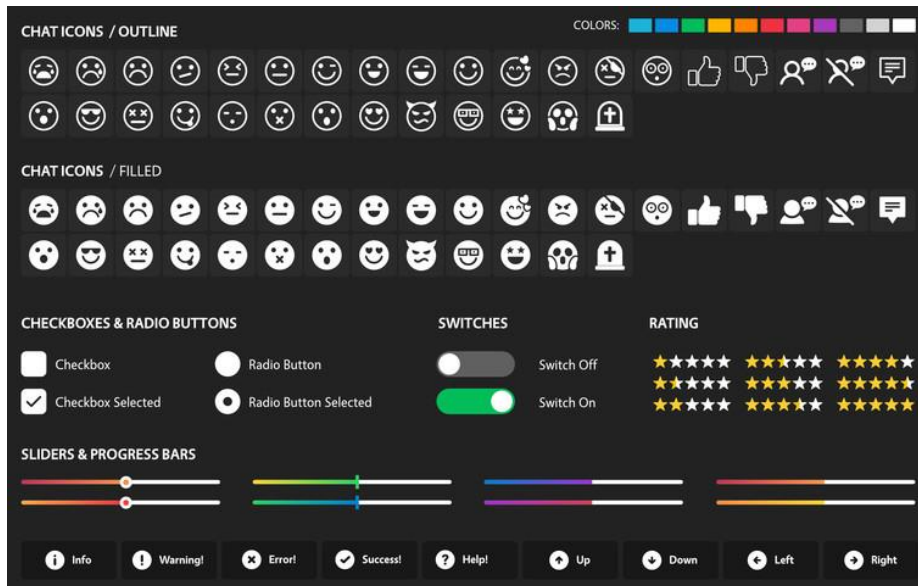 CHAT ICONS / OUTLINE
COLORS:
CHAT ICONS / FILLED
CHECKBOXES & RADIO BUTTONS
SWITCHES
RATING
Checkbox
Radio Button
Switch Off
Checkbox Selected
Radio Button Selected
Switch On
SLIDERS & PROGRESS BARS
Info
Warning!
Error!
Success!
Help!
Up
Down
Left
Right